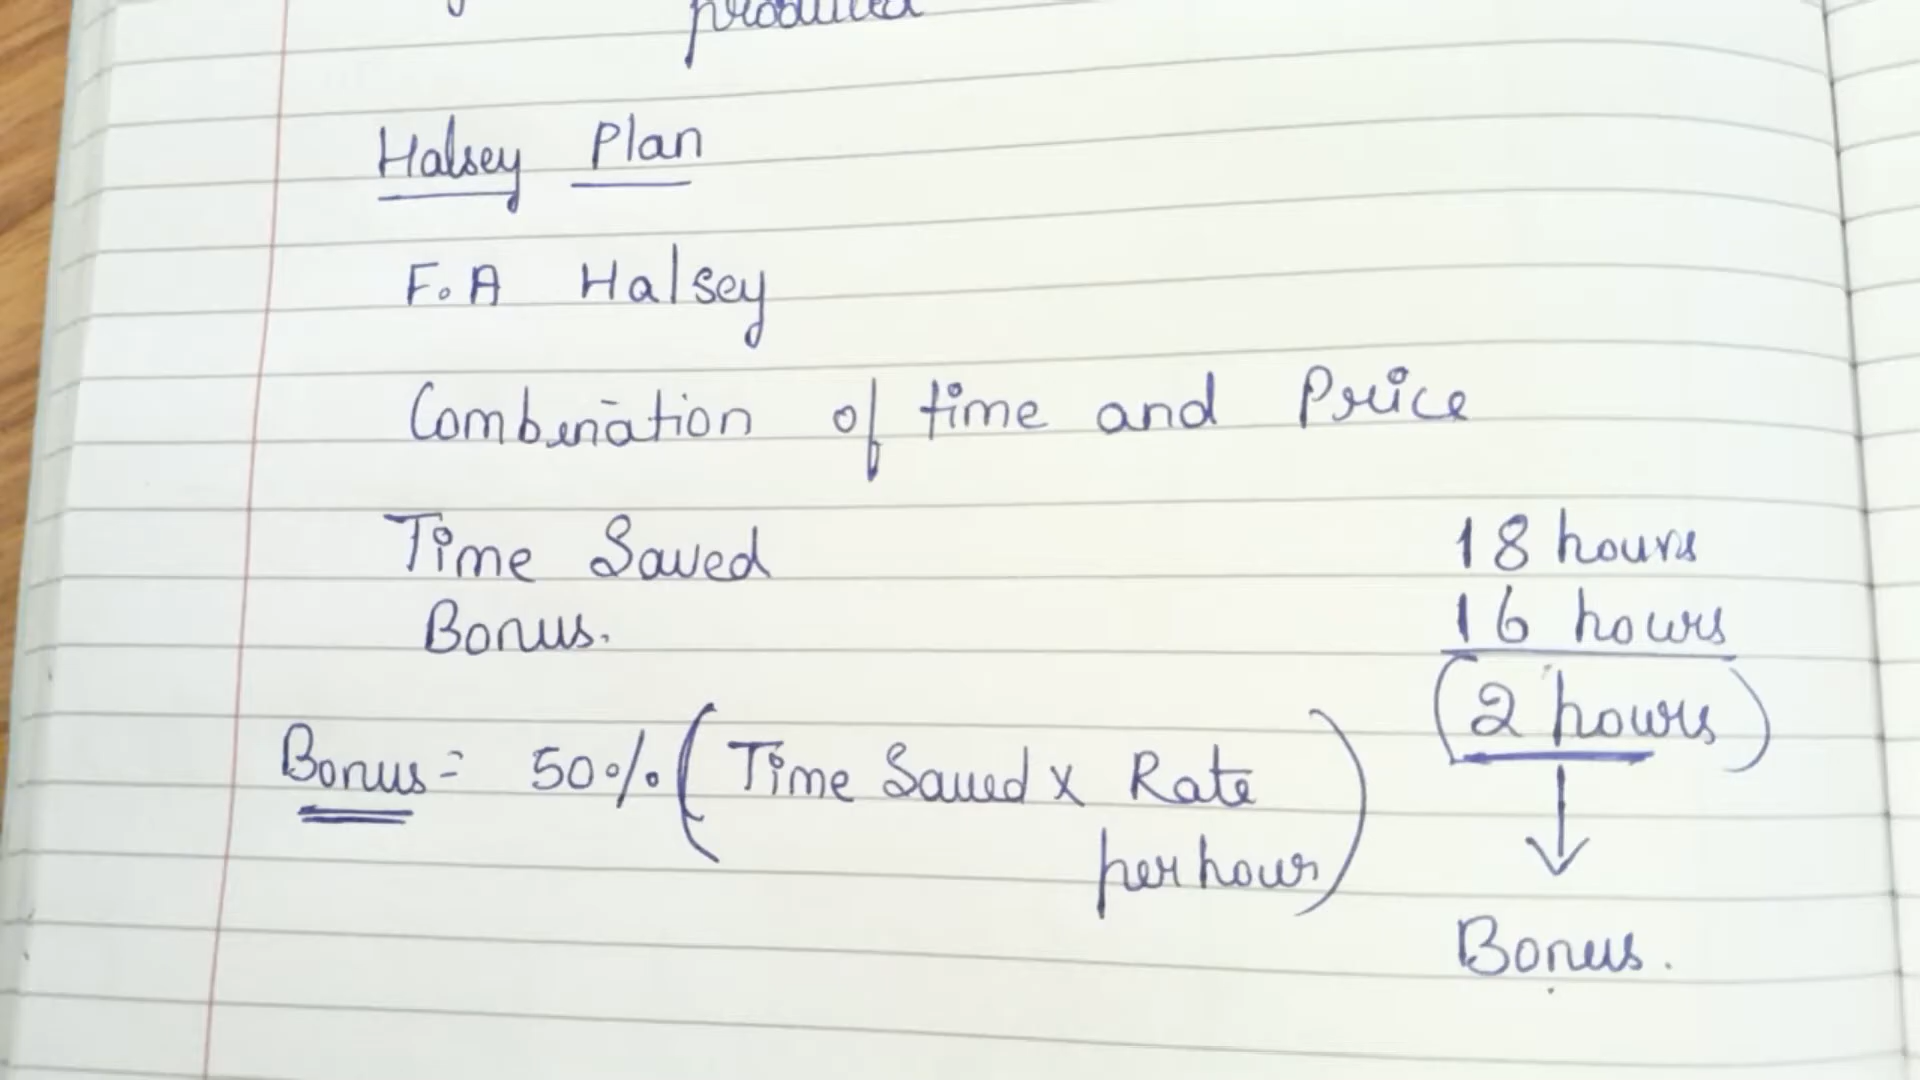 produced
Halsey Plan
F.A Halsey
Combination of time and Price
Time Saved
Bonus.
18 hours
16 hours
(2 hours)
Bonus.
Bonus = 50% (Time Saved x Rate
per hour)